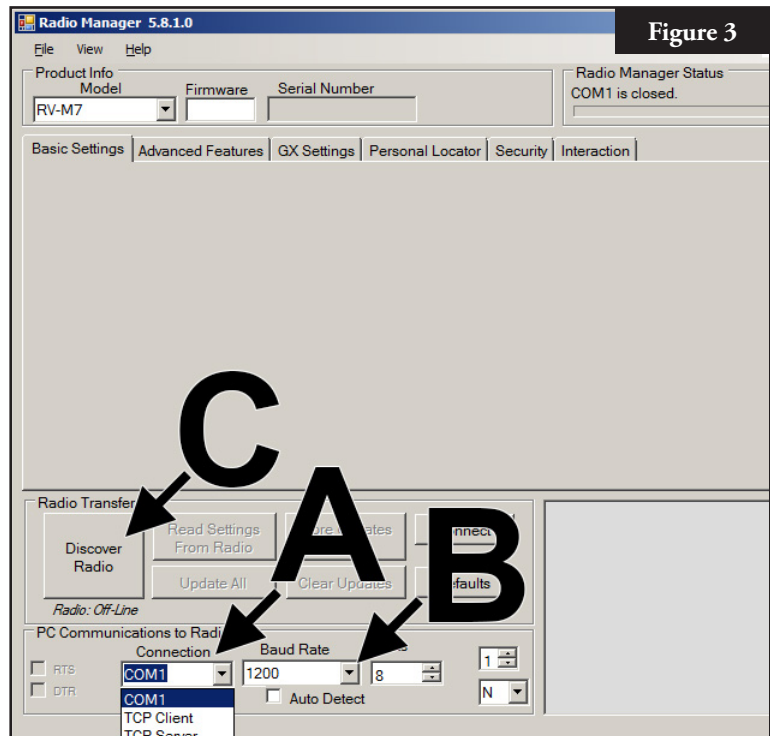 Radio Manager 5.8.1.0
Figure 3
File View Help
Product Info
Model Firmware Serial Number
RV-M7
Radio Manager Status
COM1 is closed.
Basic Settings Advanced Features GX Settings Personal Locator Security Interaction
C
A
B
Radio Transfer
Discover Radio
Read Settings From Radio
Update All
Clear Updates
Radio: Off-Line
PC Communications to Radio
Connection Baud Rate
RTS
DTR
COM1
1200
8
1
N
Auto Detect
COM1
TCP Client
TCP Server